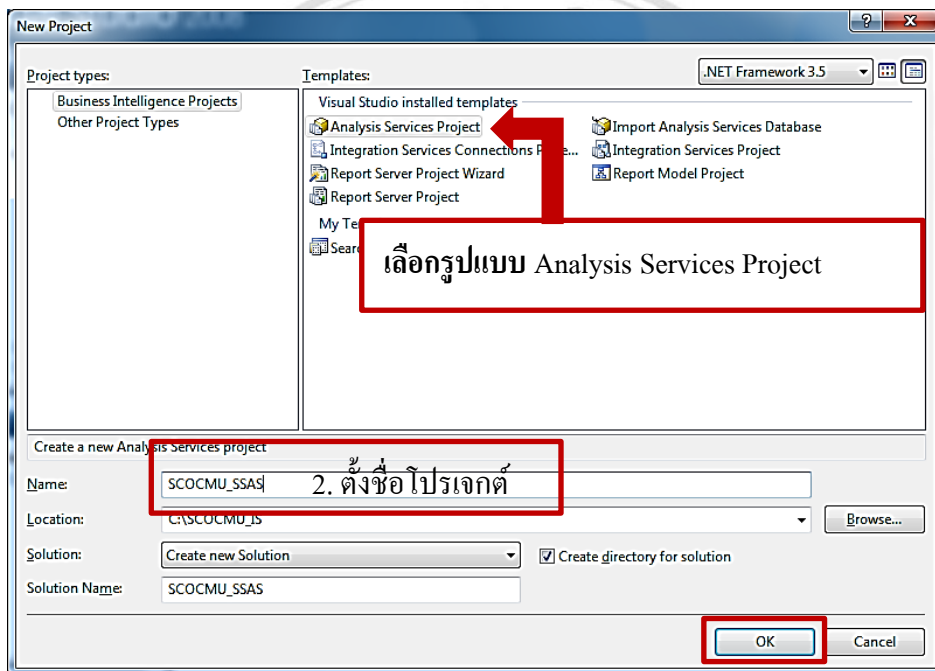 New Project
Project types:
Templates:
.NET Framework 3.5
Business Intelligence Projects
Other Project Types
Visual Studio installed templates
Analysis Services Project
Import Analysis Services Database
Integration Services Connections
Integration Services Project
Report Server Project Wizard
Report Model Project
Report Server Project
My
เลือกรูปแบบ Analysis Services Project
Create a new Analysis Services project
Name:
SCOCMU_SSAS
2. ตั้งชื่อโปรเจกต์
Location:
C:\SCOCMU_IS
Browse...
Solution:
Create new Solution
Create directory for solution
Solution Name:
SCOCMU_SSAS
OK
Cancel